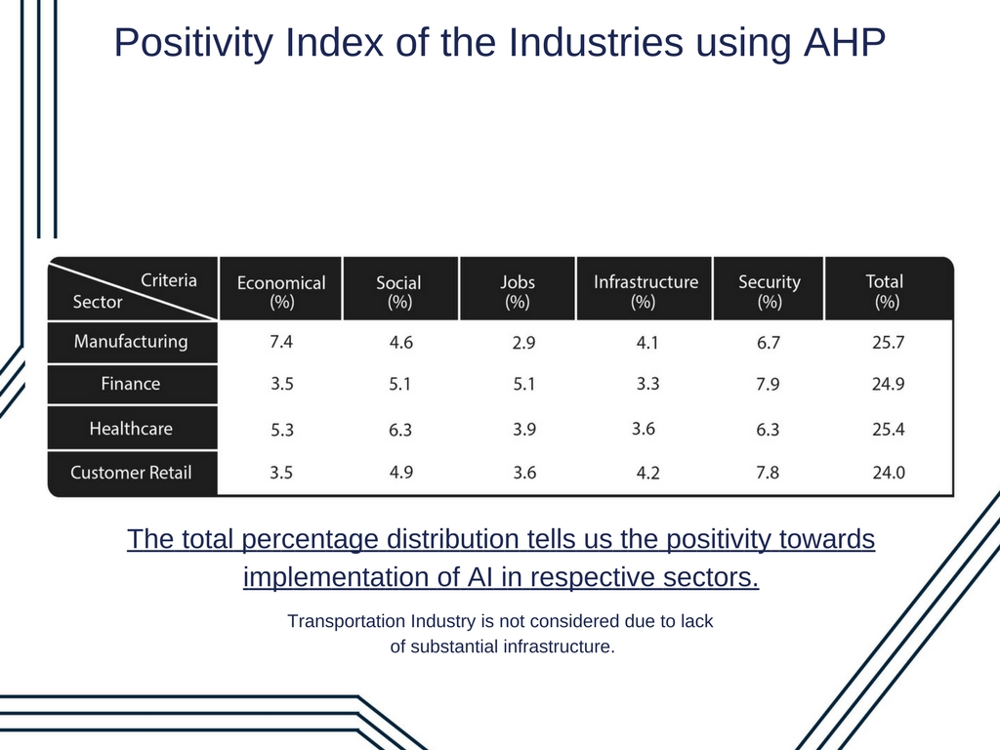 Positivity Index of the Industries using AHP
Criteria
Sector
Economical (%) Social (%) Jobs (%) Infrastructure (%) Security (%) Total (%)
Manufacturing 7.4 4.6 2.9 4.1 6.7 25.7
Finance 3.5 5.1 5.1 3.3 7.9 24.9
Healthcare 5.3 6.3 3.9 3.6 6.3 25.4
Customer Retail 3.5 4.9 3.6 4.2 7.8 24.0
The total percentage distribution tells us the positivity towards
implementation of AI in respective sectors.
Transportation Industry is not considered due to lack
of substantial infrastructure.